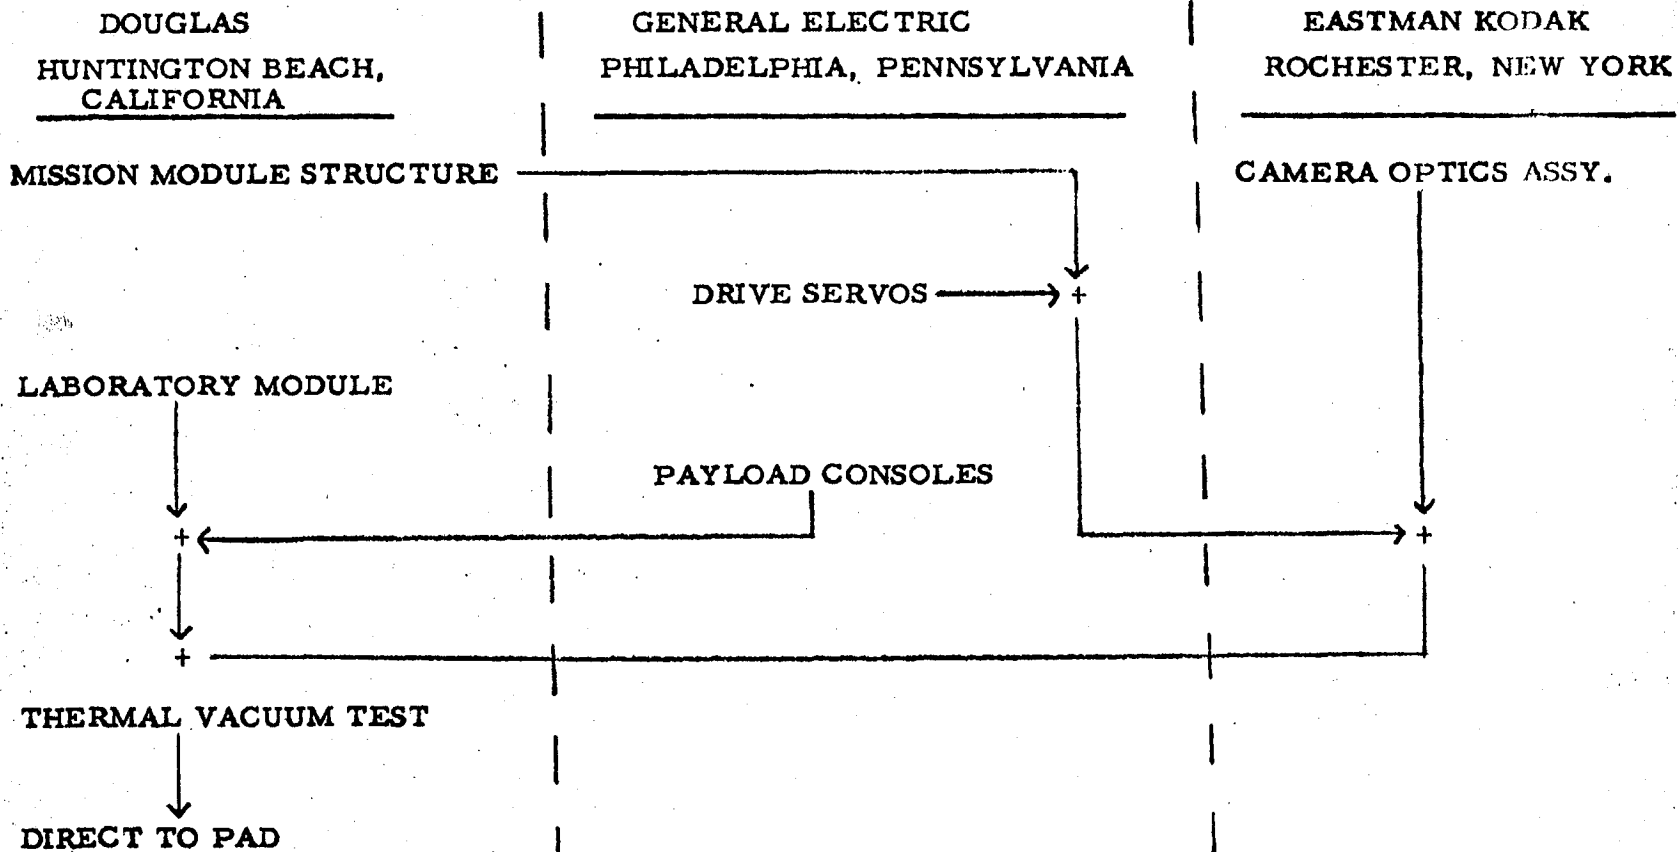 DOUGLAS
HUNTINGTON BEACH,
CALIFORNIA
GENERAL ELECTRIC
PHILADELPHIA, PENNSYLVANIA
EASTMAN KODAK
ROCHESTER, NEW YORK
MISSION MODULE STRUCTURE
CAMERA OPTICS ASSY.
DRIVE SERVOS
+
LABORATORY MODULE
PAYLOAD CONSOLES
+
+
+
THERMAL VACUUM TEST
DIRECT TO PAD